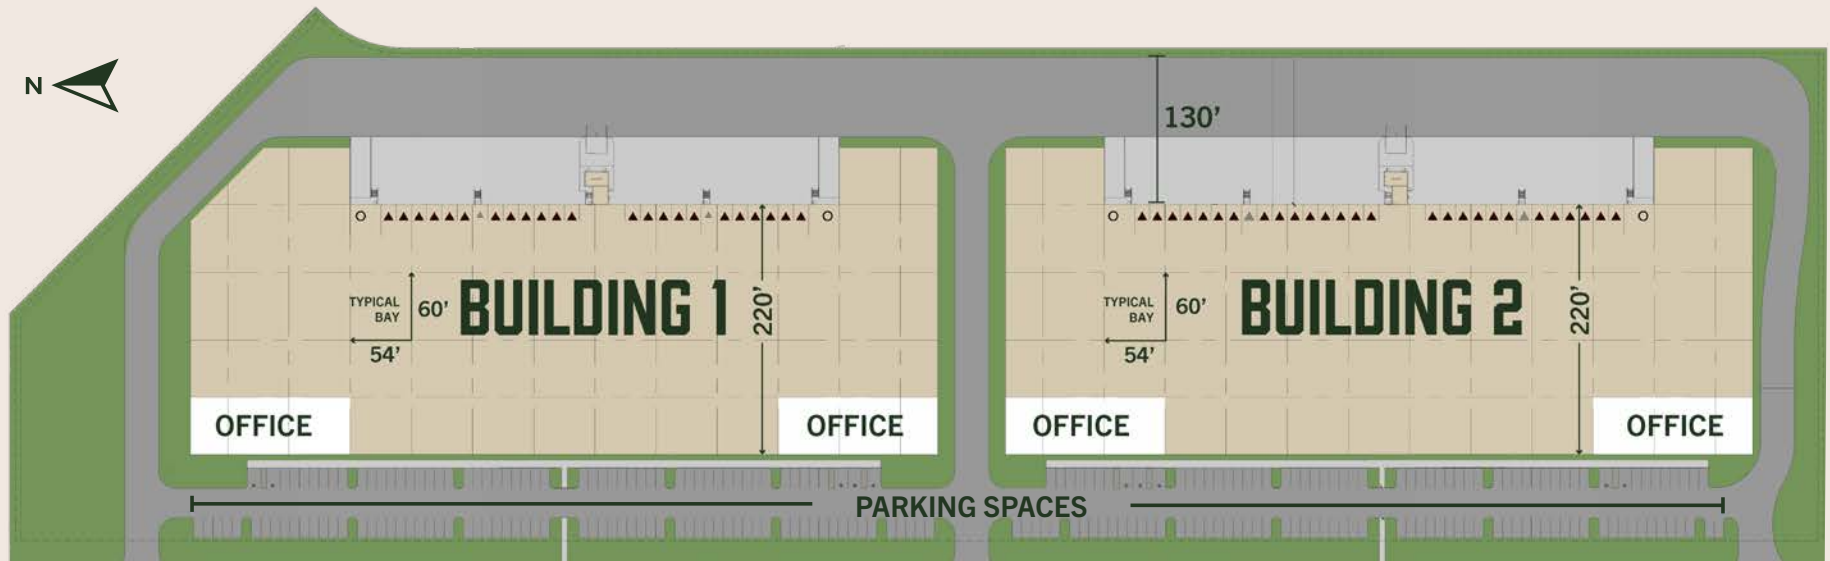 N
130'
TYPICAL
BAY
60'
54'
BUILDING 1
220'
TYPICAL
BAY
60'
54'
BUILDING 2
220'
OFFICE
OFFICE
OFFICE
OFFICE
PARKING SPACES